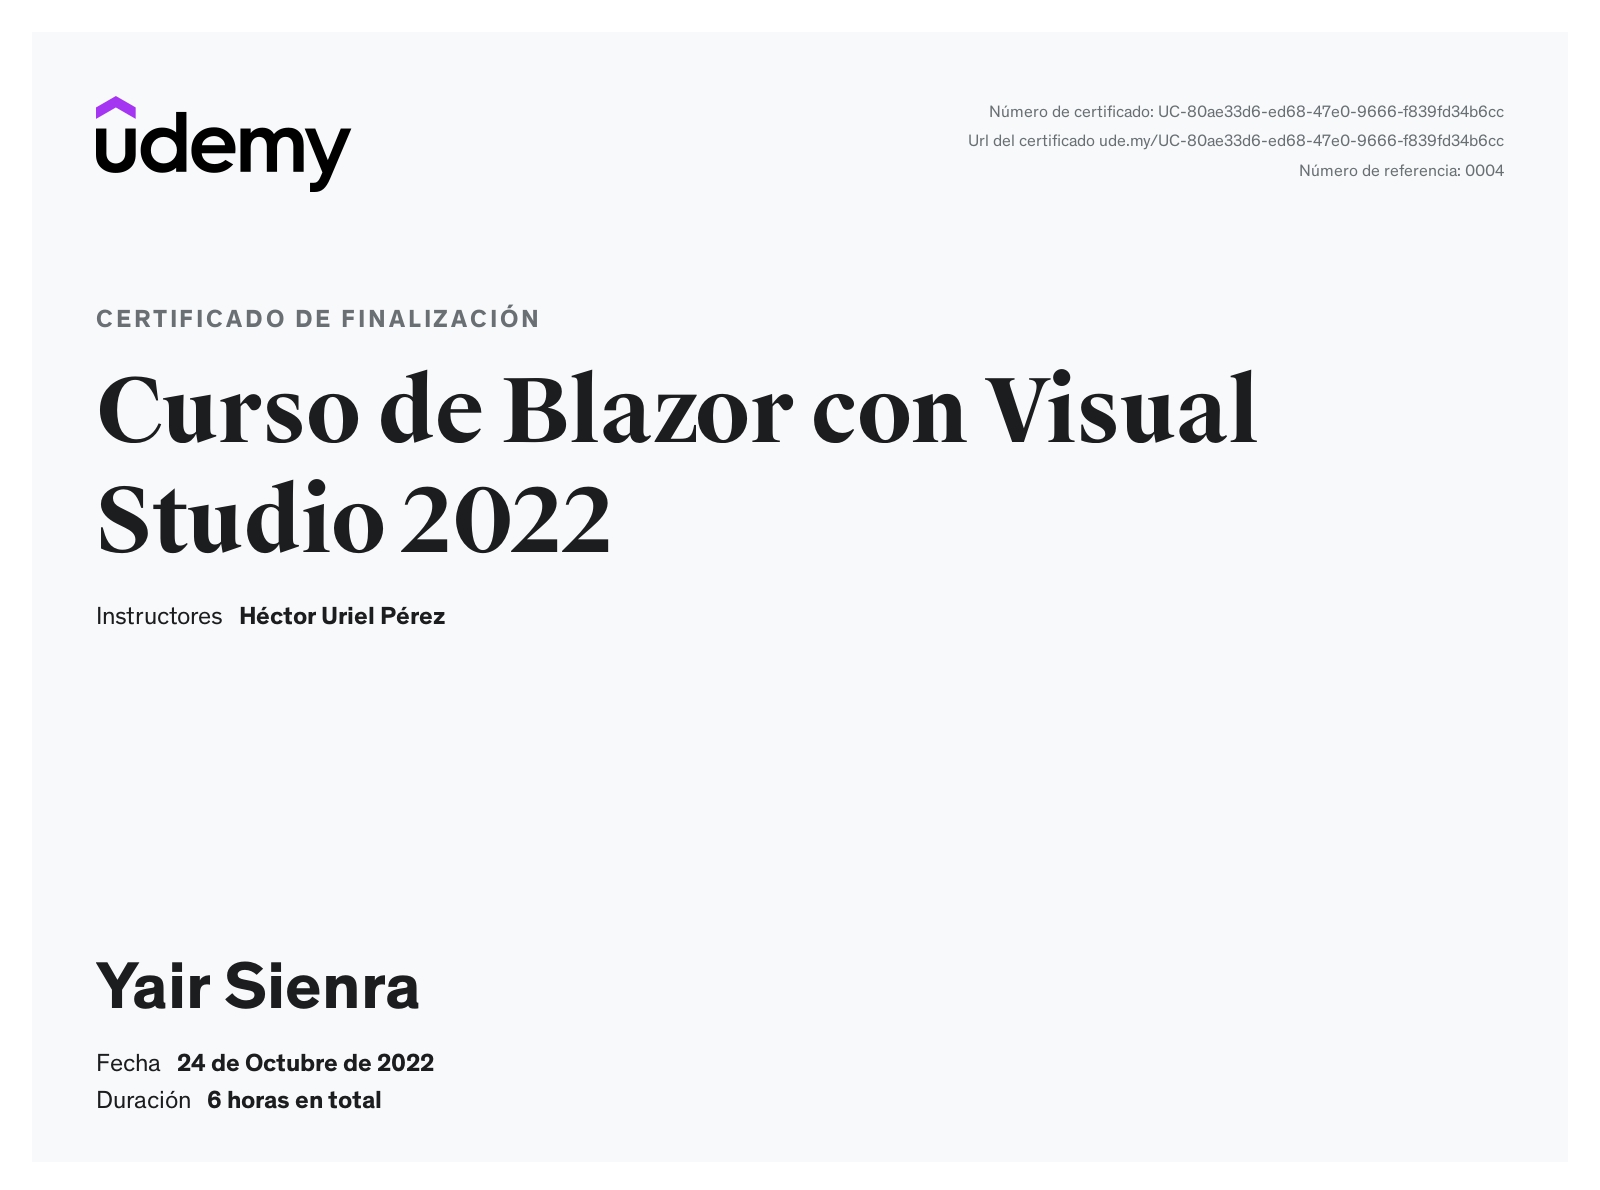 udemy
Número de certificado: UC-80ae33d6-ed68-47e0-9666-f839fd34b6cc
Url del certificado ude.my/UC-80ae33d6-ed68-47e0-9666-f839fd34b6cc
Número de referencia: 0004
CERTIFICADO DE FINALIZACIÓN
Curso de Blazor con Visual
Studio 2022
Instructores Héctor Uriel Pérez
Yair Sienra
Fecha 24 de Octubre de 2022
Duración 6 horas en total